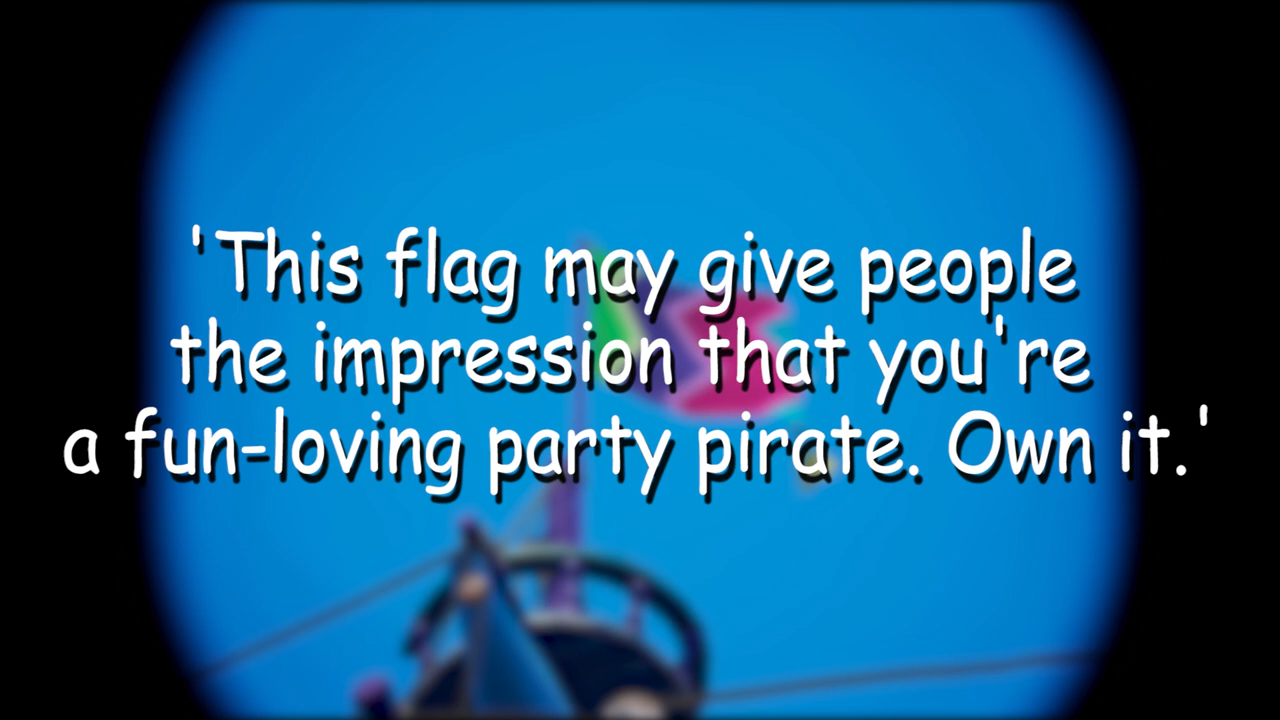 'This flag may give people
the impression that you're
a fun-loving party pirate. Own it.'